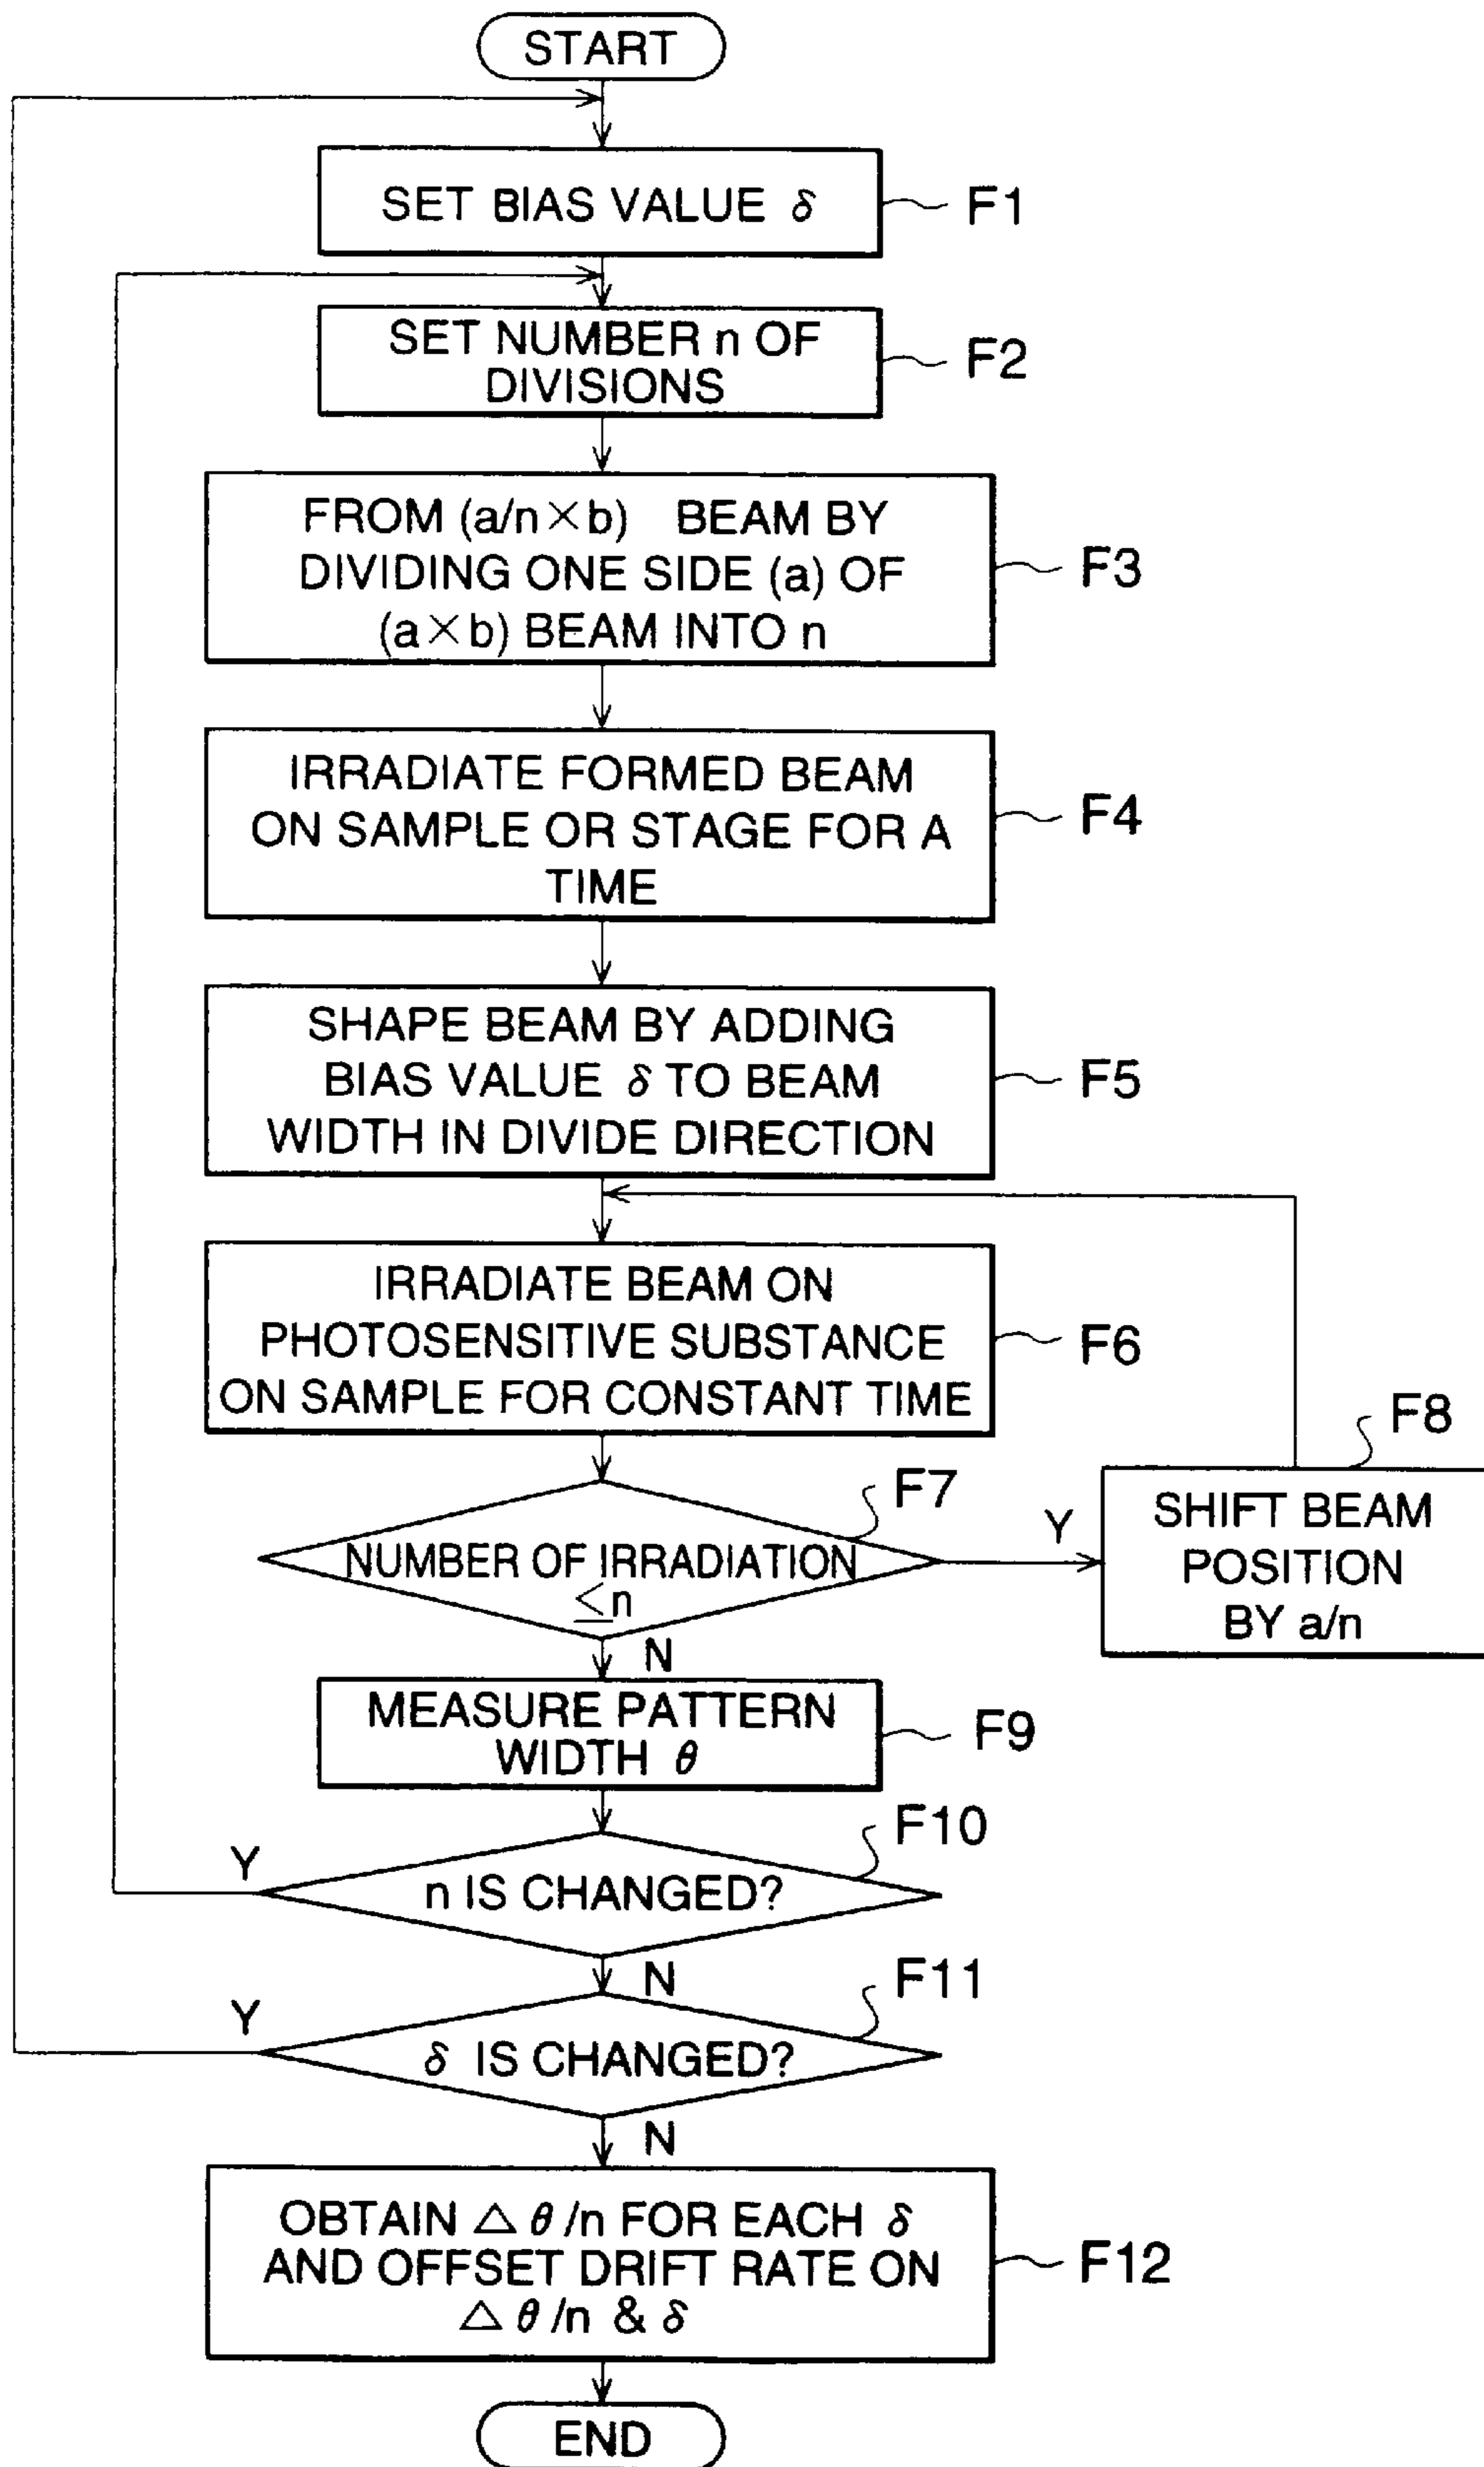 START
SET BIAS VALUE δ
F1
SET NUMBER n OF
DIVISIONS
F2
FROM (a/n×b) BEAM BY
DIVIDING ONE SIDE (a) OF
(a×b) BEAM INTO n
F3
IRRADIATE FORMED BEAM
ON SAMPLE OR STAGE FOR A
TIME
F4
SHAPE BEAM BY ADDING
BIAS VALUE δ TO BEAM
WIDTH IN DIVIDE DIRECTION
F5
IRRADIATE BEAM ON
PHOTOSENSITIVE SUBSTANCE
ON SAMPLE FOR CONSTANT TIME
F6
F7
NUMBER OF IRRADIATION
≤n
Y
F8
SHIFT BEAM
POSITION
BY a/n
N
MEASURE PATTERN
WIDTH θ
F9
F10
Y
n IS CHANGED?
N
F11
Y
δ IS CHANGED?
N
OBTAIN △θ/n FOR EACH δ
AND OFFSET DRIFT RATE ON
△θ/n & δ
F12
END